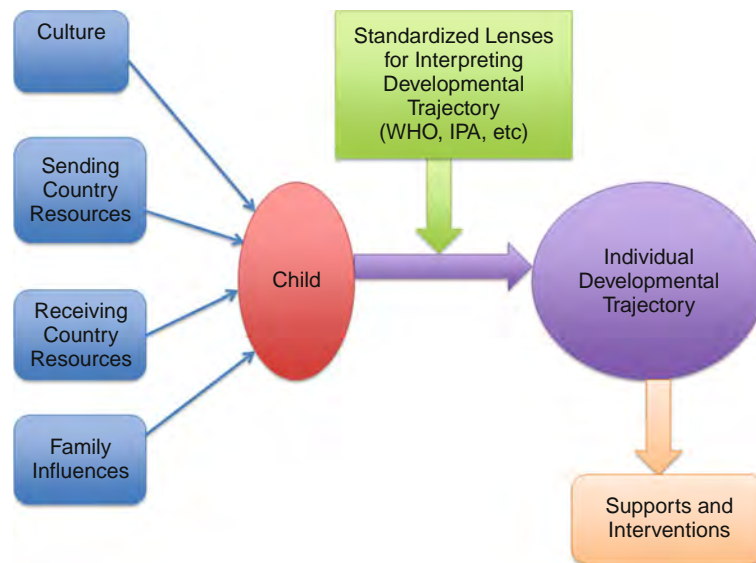 Culture
Sending
Country
Resources
Receiving
Country
Resources
Family
Influences
Child
Standardized Lenses
for Interpreting
Developmental
Trajectory
(WHO, IPA, etc)
Individual
Developmental
Trajectory
Supports and
Interventions